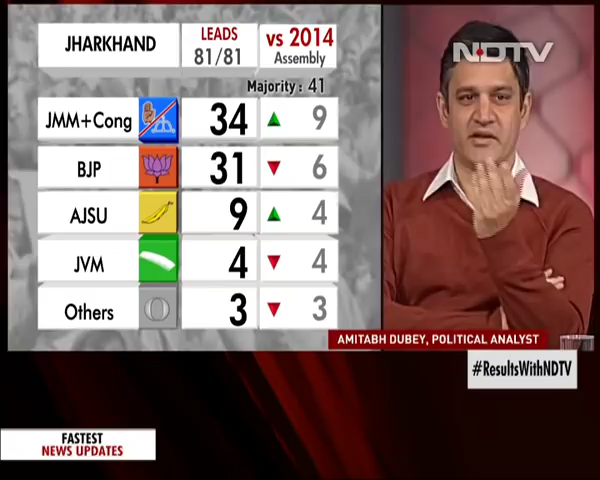 JHARKHAND
LEADS
81/81
vs 2014
Assembly
Majority : 41
JMM+Cong 34 9
BJP 31 6
AJSU 9 4
JVM 4 4
Others 3 3
NDTV
AMITABH DUBEY, POLITICAL ANALYST
#ResultsWithNDTV
FASTEST
NEWS UPDATES